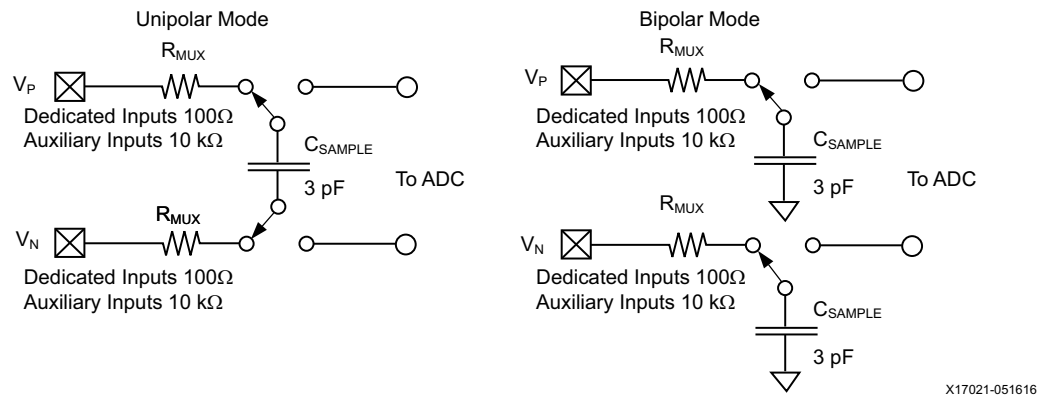 Unipolar Mode
R_MUX
V_P
Dedicated Inputs 100Ω
Auxiliary Inputs 10 kΩ
C_SAMPLE
3 pF
To ADC
R_MUX
V_N
Dedicated Inputs 100Ω
Auxiliary Inputs 10 kΩ
Bipolar Mode
R_MUX
V_P
Dedicated Inputs 100Ω
Auxiliary Inputs 10 kΩ
C_SAMPLE
3 pF
To ADC
R_MUX
V_N
Dedicated Inputs 100Ω
Auxiliary Inputs 10 kΩ
C_SAMPLE
3 pF
X17021-051616